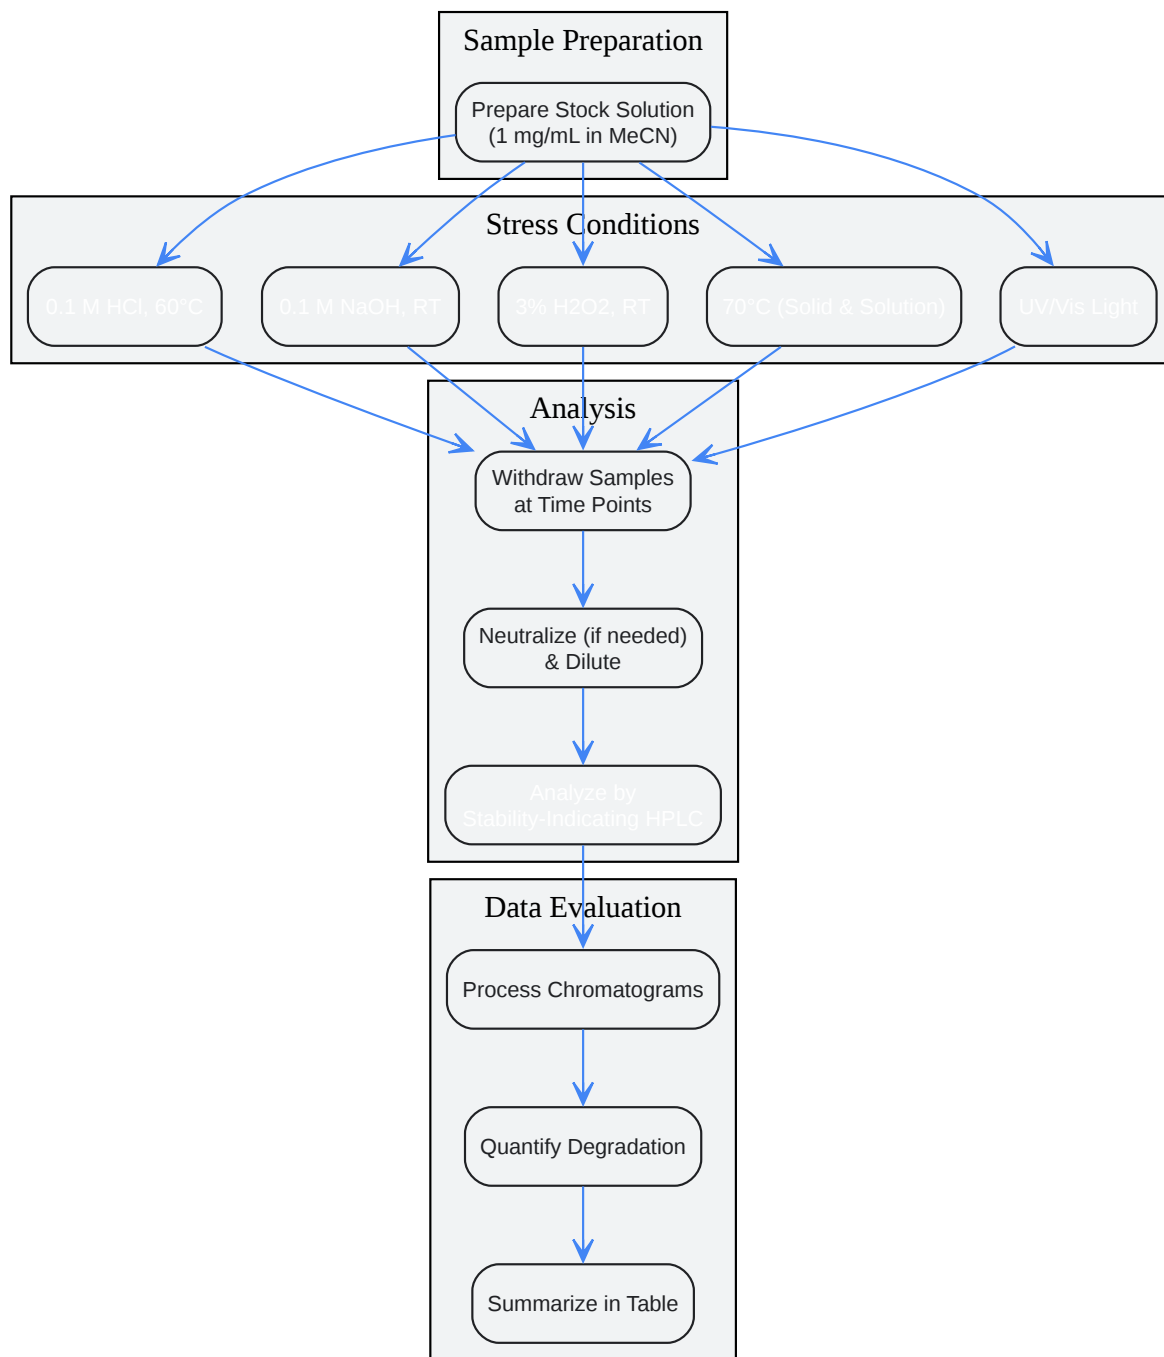 Sample Preparation
Prepare Stock Solution
(1 mg/mL in MeCN)
Stress Conditions
0.1 M HCl, 60°C
0.1 M NaOH, RT
3% H2O2, RT
70°C (Solid & Solution)
UV/Vis Light
Analysis
Withdraw Samples
at Time Points
Neutralize (if needed)
& Dilute
Analyze by
Stability-Indicating HPLC
Data Evaluation
Process Chromatograms
Quantify Degradation
Summarize in Table